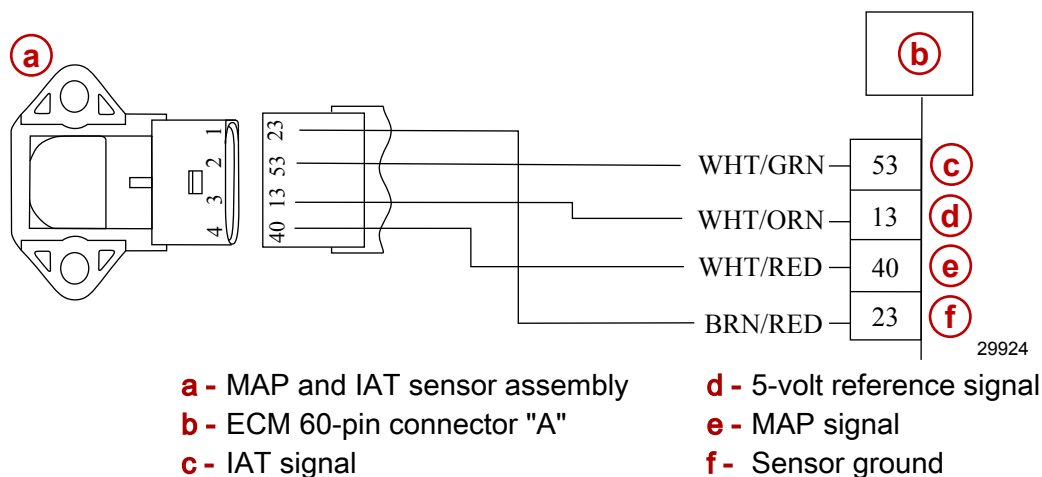 a
b
1
2
3
4
23
53
13
40
WHT/GRN
53
c
WHT/ORN
13
d
WHT/RED
40
e
BRN/RED
23
f
29924
a - MAP and IAT sensor assembly
b - ECM 60-pin connector "A"
c - IAT signal
d - 5-volt reference signal
e - MAP signal
f - Sensor ground